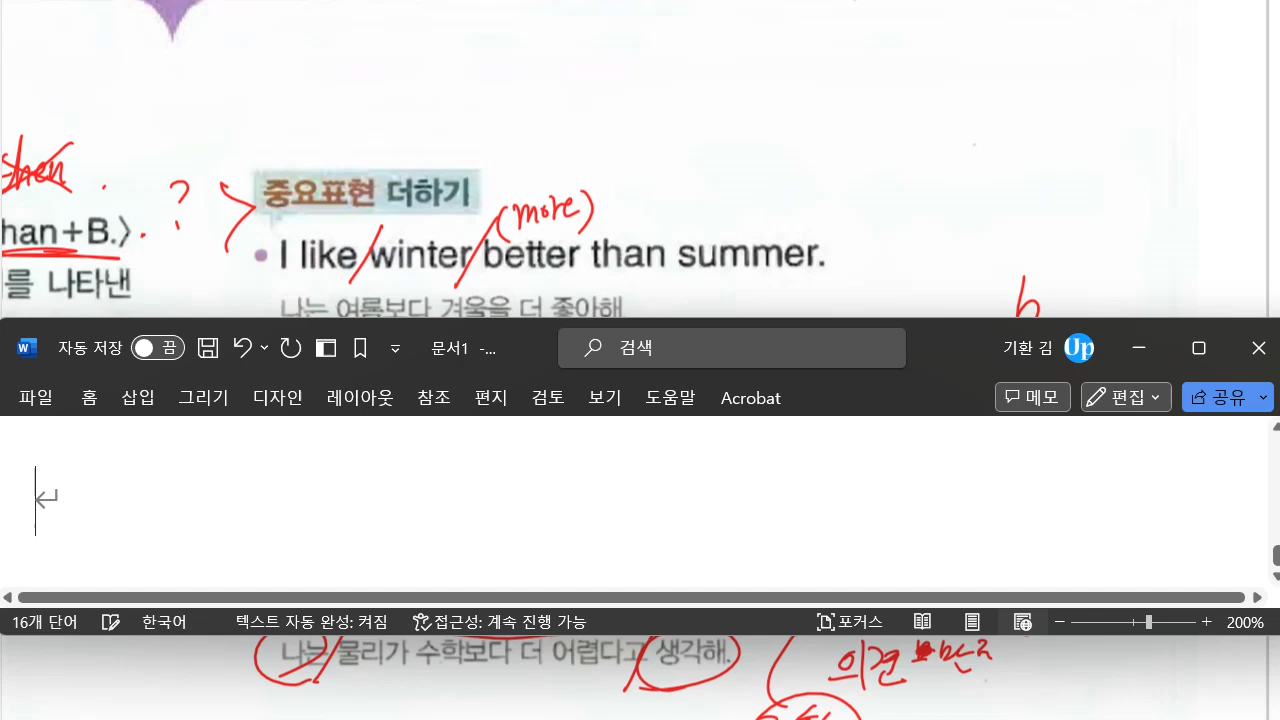 then
중요표현 더하기
(more)
han+B.〉. ?
• I like winter better than summer.
를 나타낸
나는 여름보다 겨울을 더 좋아해.
b
자동 저장 끔 문서1 -... 검색 기환 김 Up
파일 홈 삽입 그리기 디자인 레이아웃 참조 편지 검토 보기 도움말 Acrobat 메모 편집 공유
16개 단어 한국어 텍스트 자동 완성: 켜짐 접근성: 계속 진행 가능 포커스 200%
나는 물리가 수학보다 더 어렵다고 생각해.
의견